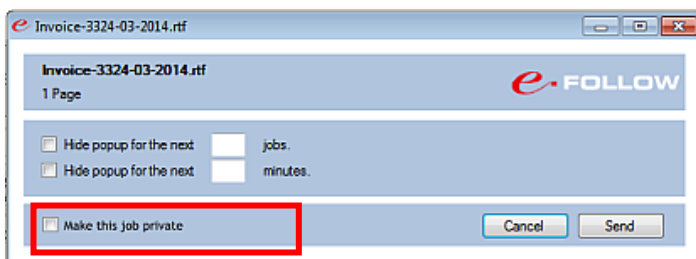 Invoice-3324-03-2014.rtf
Invoice-3324-03-2014.rtf
1 Page
e-FOLLOW
Hide popup for the next jobs.
Hide popup for the next minutes.
Make this job private
Cancel Send